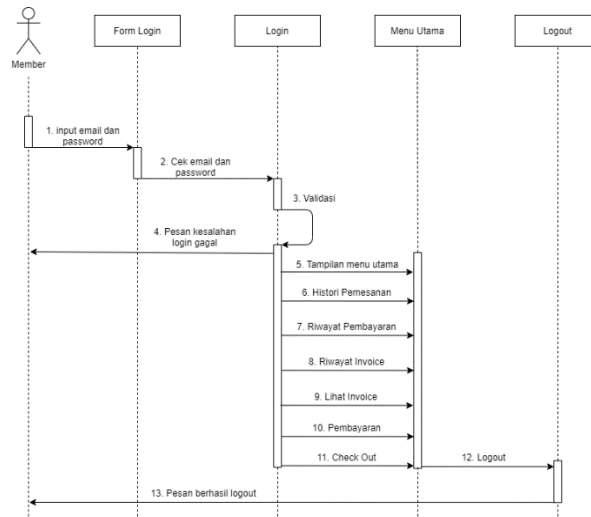 Member
Form Login
Login
Menu Utama
Logout
1. input email dan
password
2. Cek email dan
password
3. Validasi
4. Pesan kesalahan
login gagal
5. Tampilan menu utama
6. Histori Pemesanan
7. Riwayat Pembayaran
8. Riwayat Invoice
9. Lihat Invoice
10. Pembayaran
11. Check Out
12. Logout
13. Pesan berhasil logout